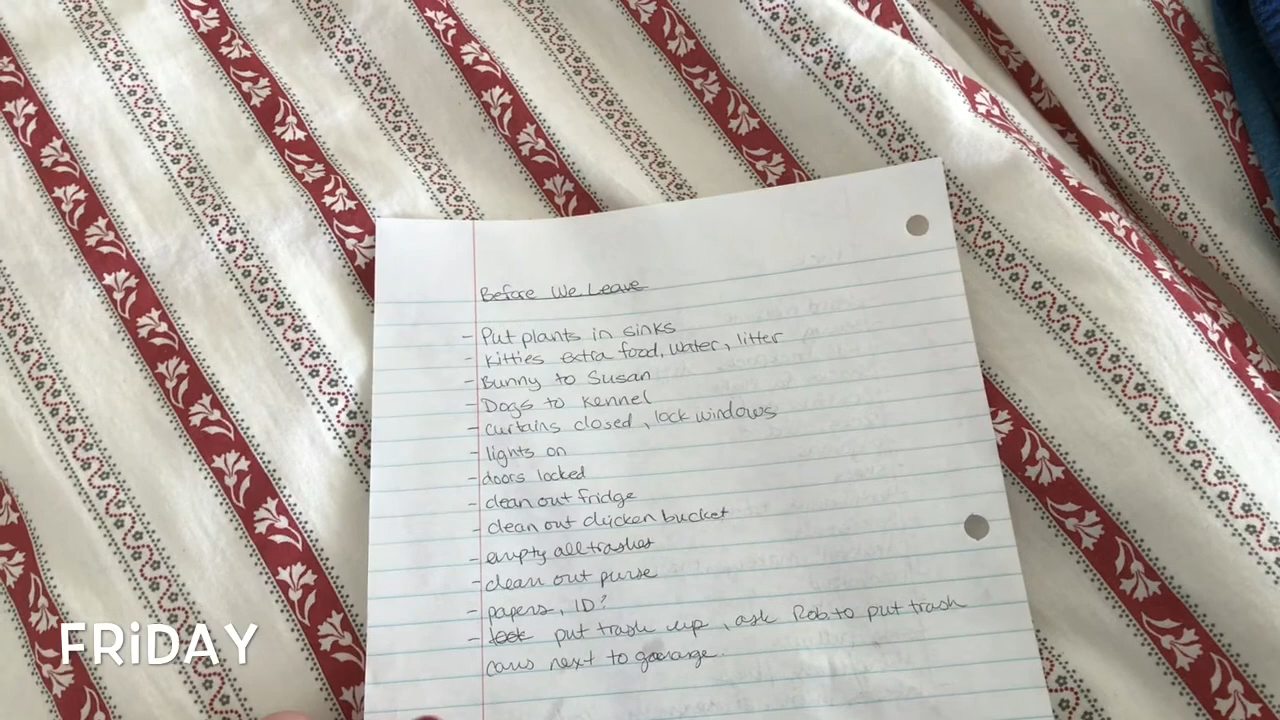 Before We Leave
- Put plants in sinks
- Kitties extra food, water, litter
- Bunny to Susan
- Dogs to Kennel
- curtains closed, lock windows
- lights on
- doors locked
- clean out fridge
- clean out chicken bucket
- empty all trashes
- clean out purse
- papers, ID?
- put trash up, ask Rob to put trash
cans next to garage.
FRiDAY